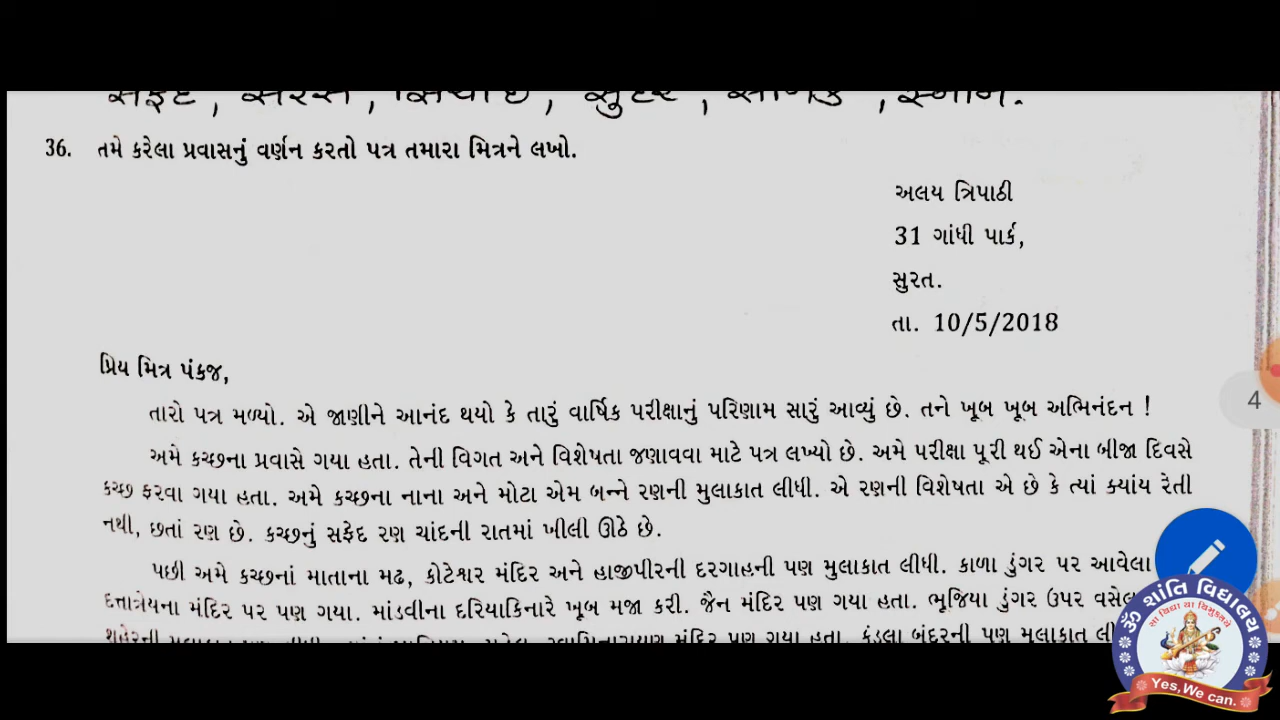 સફેદ, સરસ, સિંચાઈ, સુંદર, સ્નાન.
36. તમે કરેલા પ્રવાસનું વર્ણન કરતો પત્ર તમારા મિત્રને લખો.
અલય ત્રિપાઠી
31 ગાંધી પાર્ક,
સુરત.
તા. 10/5/2018
પ્રિય મિત્ર પંકજ,
તારો પત્ર મળ્યો. એ જાણીને આનંદ થયો કે તારું વાર્ષિક પરીક્ષાનું પરિણામ સારું આવ્યું છે. તને ખૂબ ખૂબ અભિનંદન !
અમે કચ્છના પ્રવાસે ગયા હતા. તેની વિગત અને વિશેષતા જણાવવા માટે પત્ર લખ્યો છે. અમે પરીક્ષા પૂરી થઈ એના બીજા દિવસે
કચ્છ ફરવા ગયા હતા. અમે કચ્છના નાના અને મોટા એમ બન્ને રણની મુલાકાત લીધી. એ રણની વિશેષતા એ છે કે ત્યાં ક્યાંય રેતી
નથી, છતાં રણ છે. કચ્છનું સફેદ રણ ચાંદની રાતમાં ખીલી ઊઠે છે.
પછી અમે કચ્છનાં માતાના મઢ, કોટેશ્વર મંદિર અને હાજીપીરની દરગાહની પણ મુલાકાત લીધી. કાળા ડુંગર પર આવેલા
દત્તાત્રેયના મંદિર પર પણ ગયા. માંડવીના દરિયાકિનારે ખૂબ મજા કરી. જૈન મંદિર પણ ગયા હતા. ભૂજિયા ડુંગર ઉપર
મંદિર પણ ગયા હતા. કંડલા બંદરની પણ મુલાકાત
4
ૐ શાંતિ વિદ્યાલય
सा विद्या या विमुक्तये
Yes, We can.